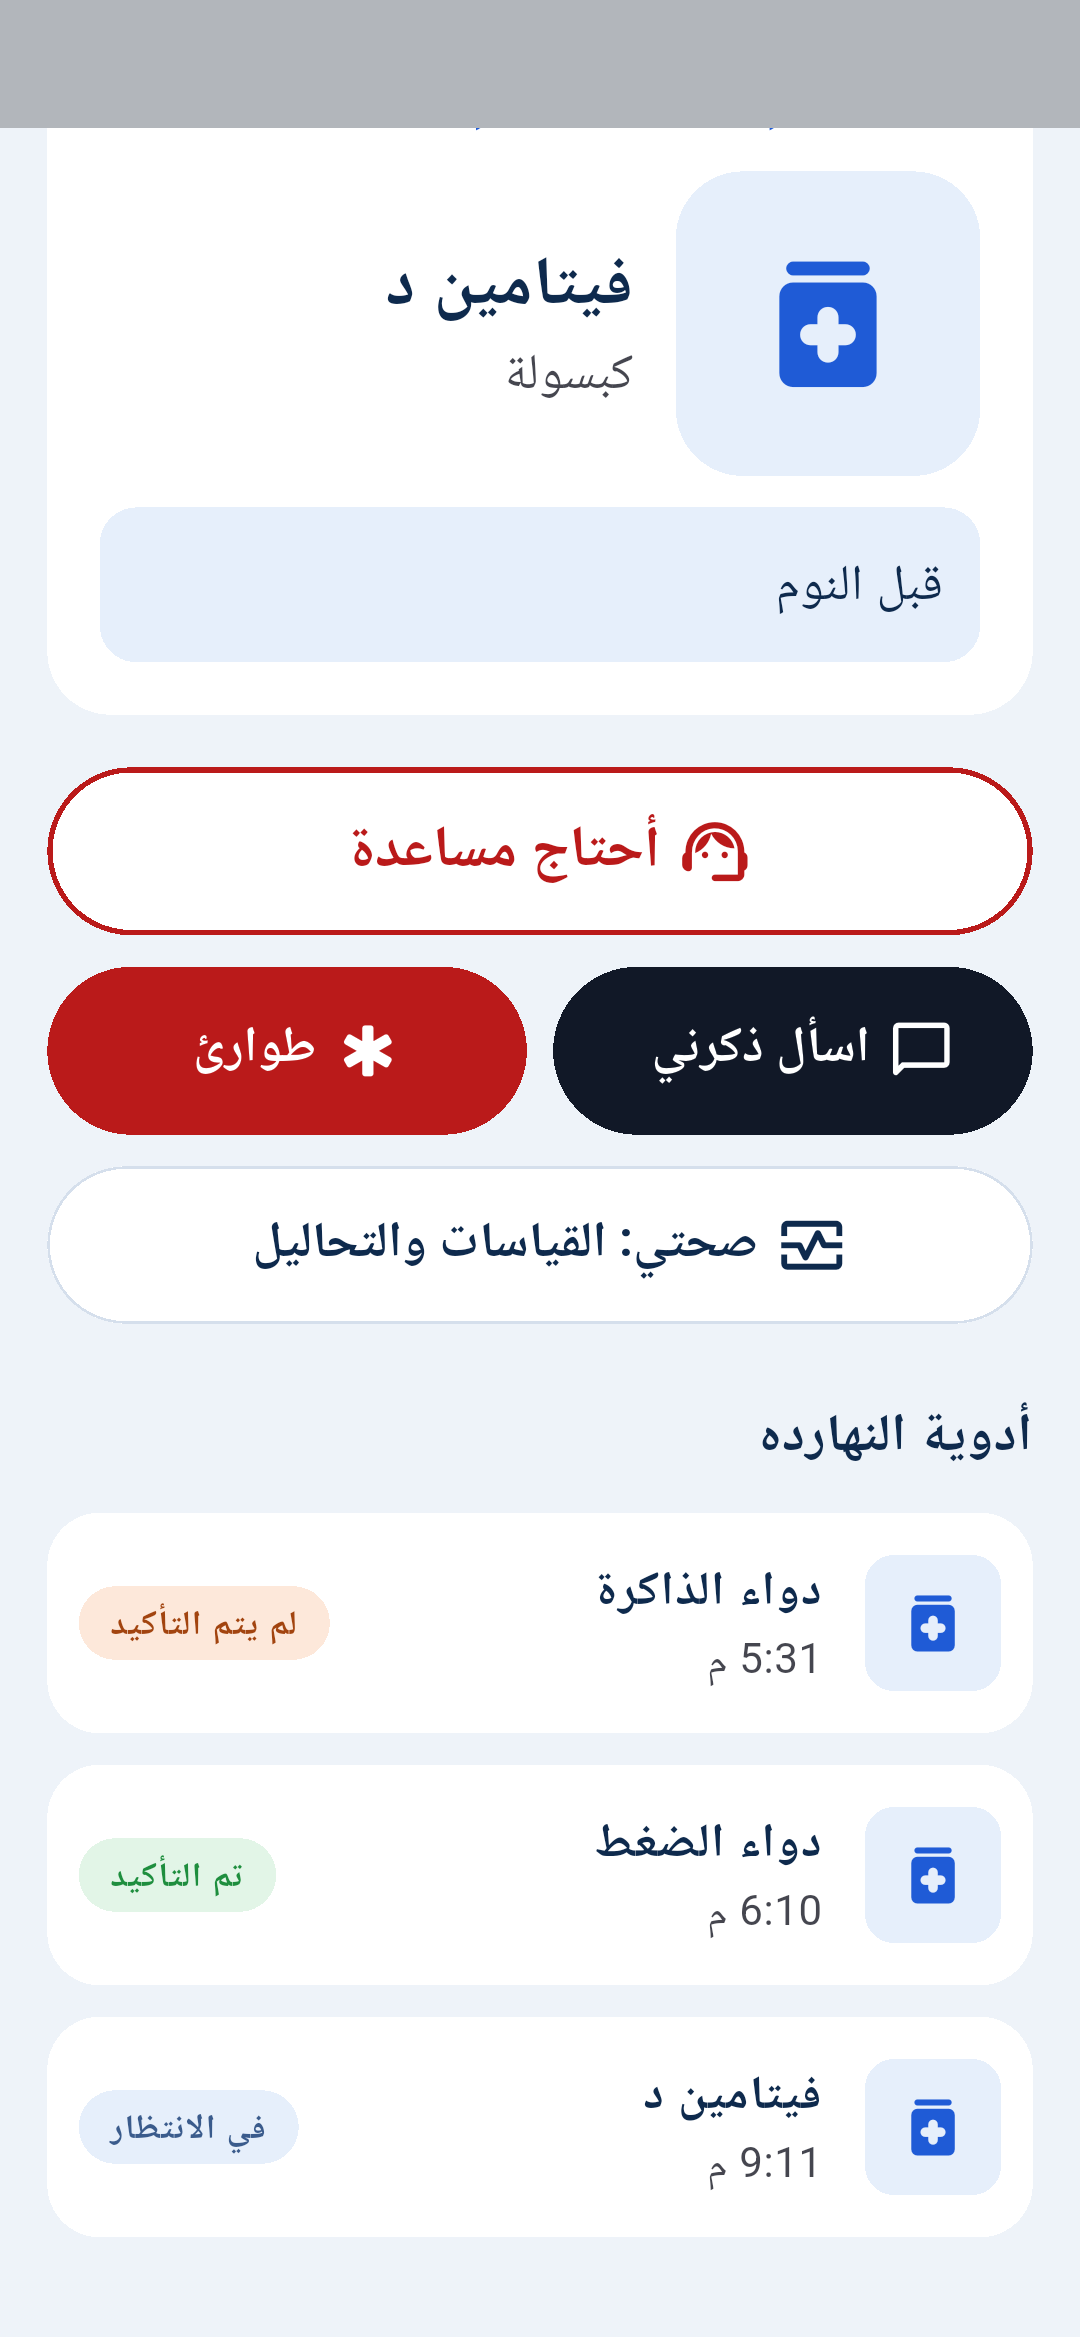 فيتامين د
كبسولة
قبل النوم
أحتاج مساعدة
اسأل ذكرني
طوارئ
صحتي: القياسات والتحاليل
أدوية النهارده
دواء الذاكرة
5:31 م
لم يتم التأكيد
دواء الضغط
6:10 م
تم التأكيد
فيتامين د
9:11 م
في الانتظار